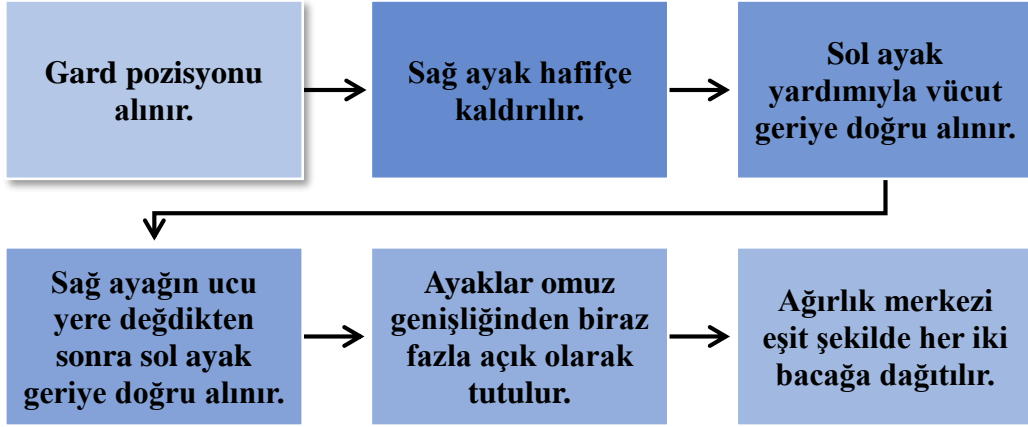 Gard pozisyonu
alınır.
Sağ ayak hafifçe
kaldırılır.
Sol ayak
yardımıyla vücut
geriye doğru alınır.
Sağ ayağın ucu
yere değdikten
sonra sol ayak
geriye doğru alınır.
Ayaklar omuz
genişliğinden biraz
fazla açık olarak
tutulur.
Ağırlık merkezi
eşit şekilde her iki
bacağa dağıtılır.